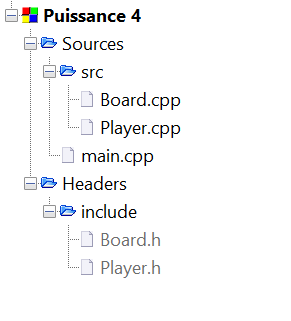 Puissance 4
Sources
src
Board.cpp
Player.cpp
main.cpp
Headers
include
Board.h
Player.h